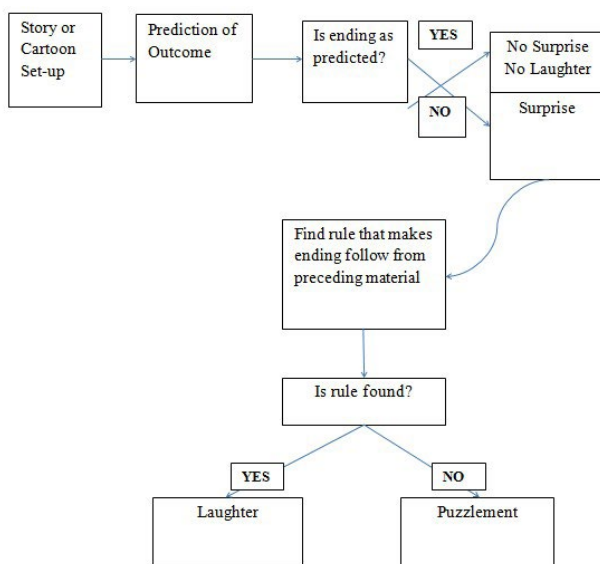 Story or
Cartoon
Set-up
Prediction of
Outcome
Is ending as
predicted?
YES
NO
No Surprise
No Laughter
Surprise
Find rule that makes
ending follow from
preceding material
Is rule found?
YES
NO
Laughter
Puzzlement